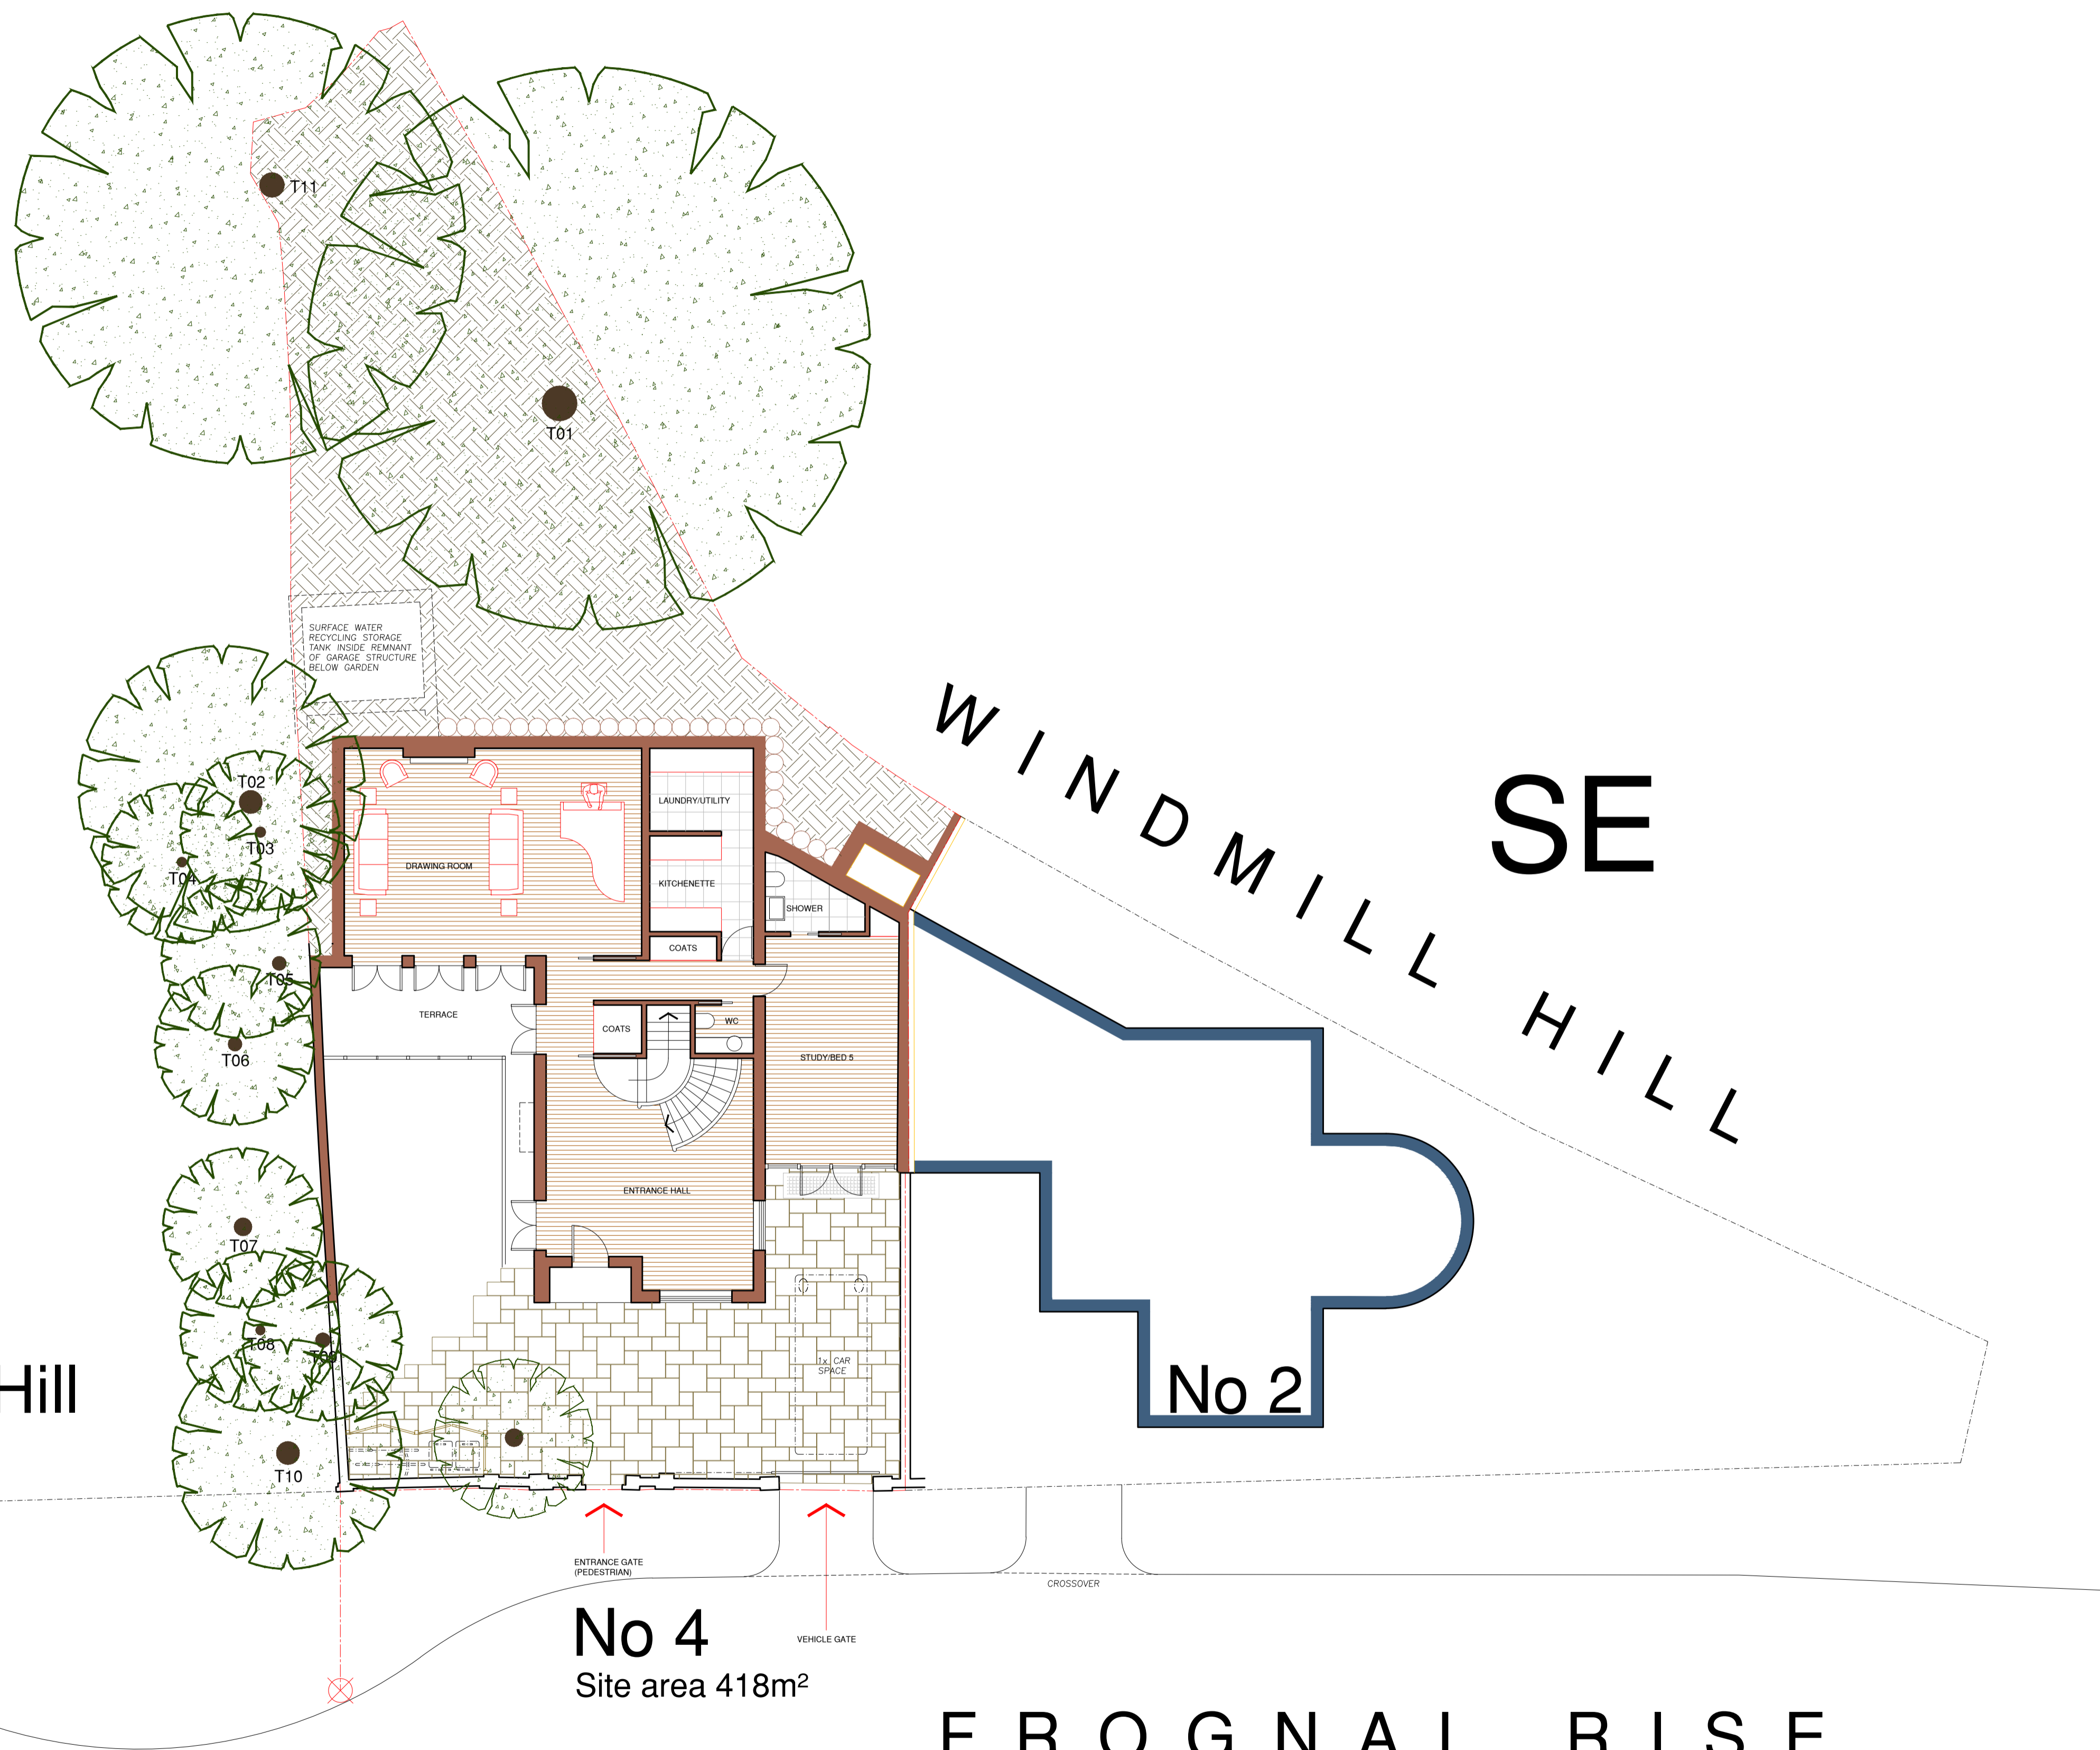 T11
T01
SURFACE WATER
RECYCLING STORAGE
TANK INSIDE REMNANT
OF GARAGE STRUCTURE
BELOW GARDEN
WINDMILL HILL
SE
T02
T03
T04
LAUNDRY/UTILITY
DRAWING ROOM
KITCHENETTE
SHOWER
COATS
T05
TERRACE
COATS
WC
T06
STUDY/BED 5
ENTRANCE HALL
T07
T08
T09
1x CAR
SPACE
Hill
No 2
T10
ENTRANCE GATE
(PEDESTRIAN)
CROSSOVER
No 4
VEHICLE GATE
Site area 418m²
FROGNAL RISE